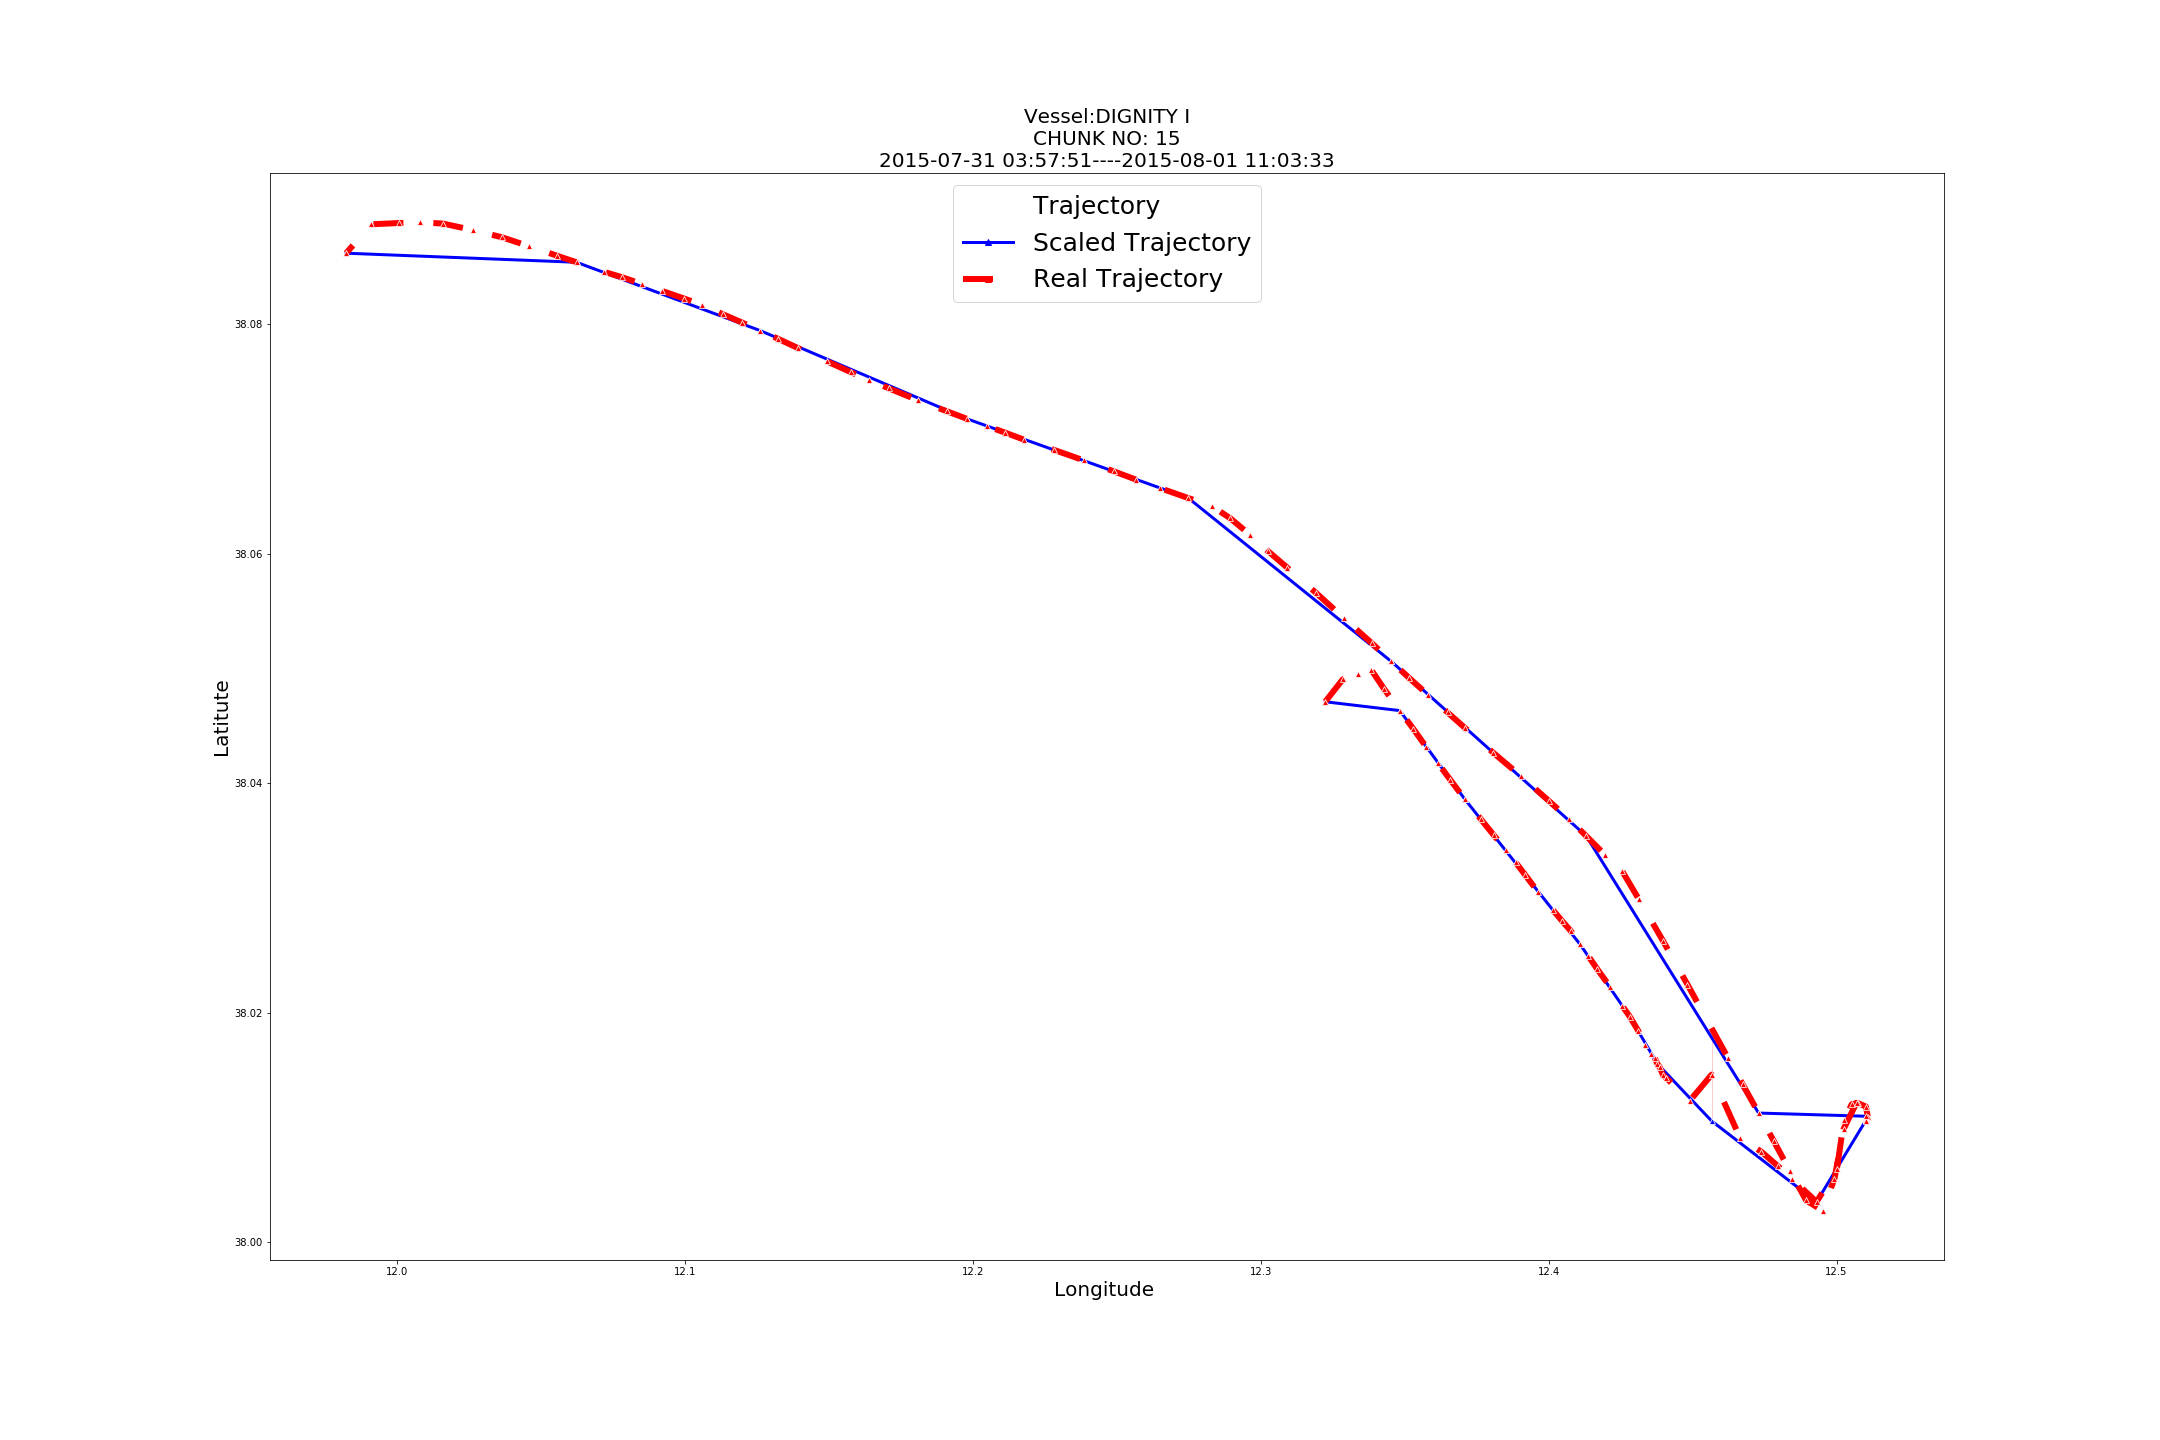 Vessel:DIGNITY I
CHUNK NO: 15
2015-07-31 03:57:51----2015-08-01 11:03:33
Trajectory
Scaled Trajectory
Real Trajectory
38.08
38.06
38.04
38.02
38.00
Latitute
12.0 12.1 12.2 12.3 12.4 12.5
Longitude